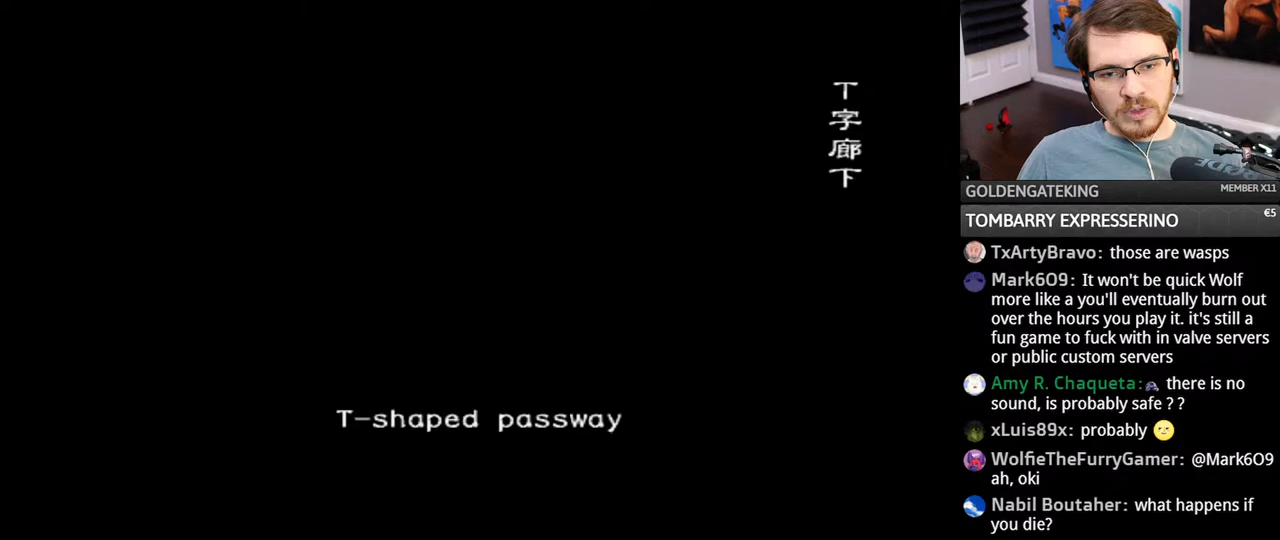 T字廊下
T-shaped passway
GOLDENGATEKING
MEMBER X11
TOMBARRY EXPRESSERINO
€5
TxArtyBravo: those are wasps
Mark6O9: It won't be quick Wolf
more like a you'll eventually burn out
over the hours you play it. it's still a
fun game to fuck with in valve servers
or public custom servers
Amy R. Chaqueta: there is no
sound, is probably safe ? ?
xLuis89x: probably 🌝
WolfieTheFurryGamer: @Mark6O9
ah, oki
Nabil Boutaher: what happens if
you die?